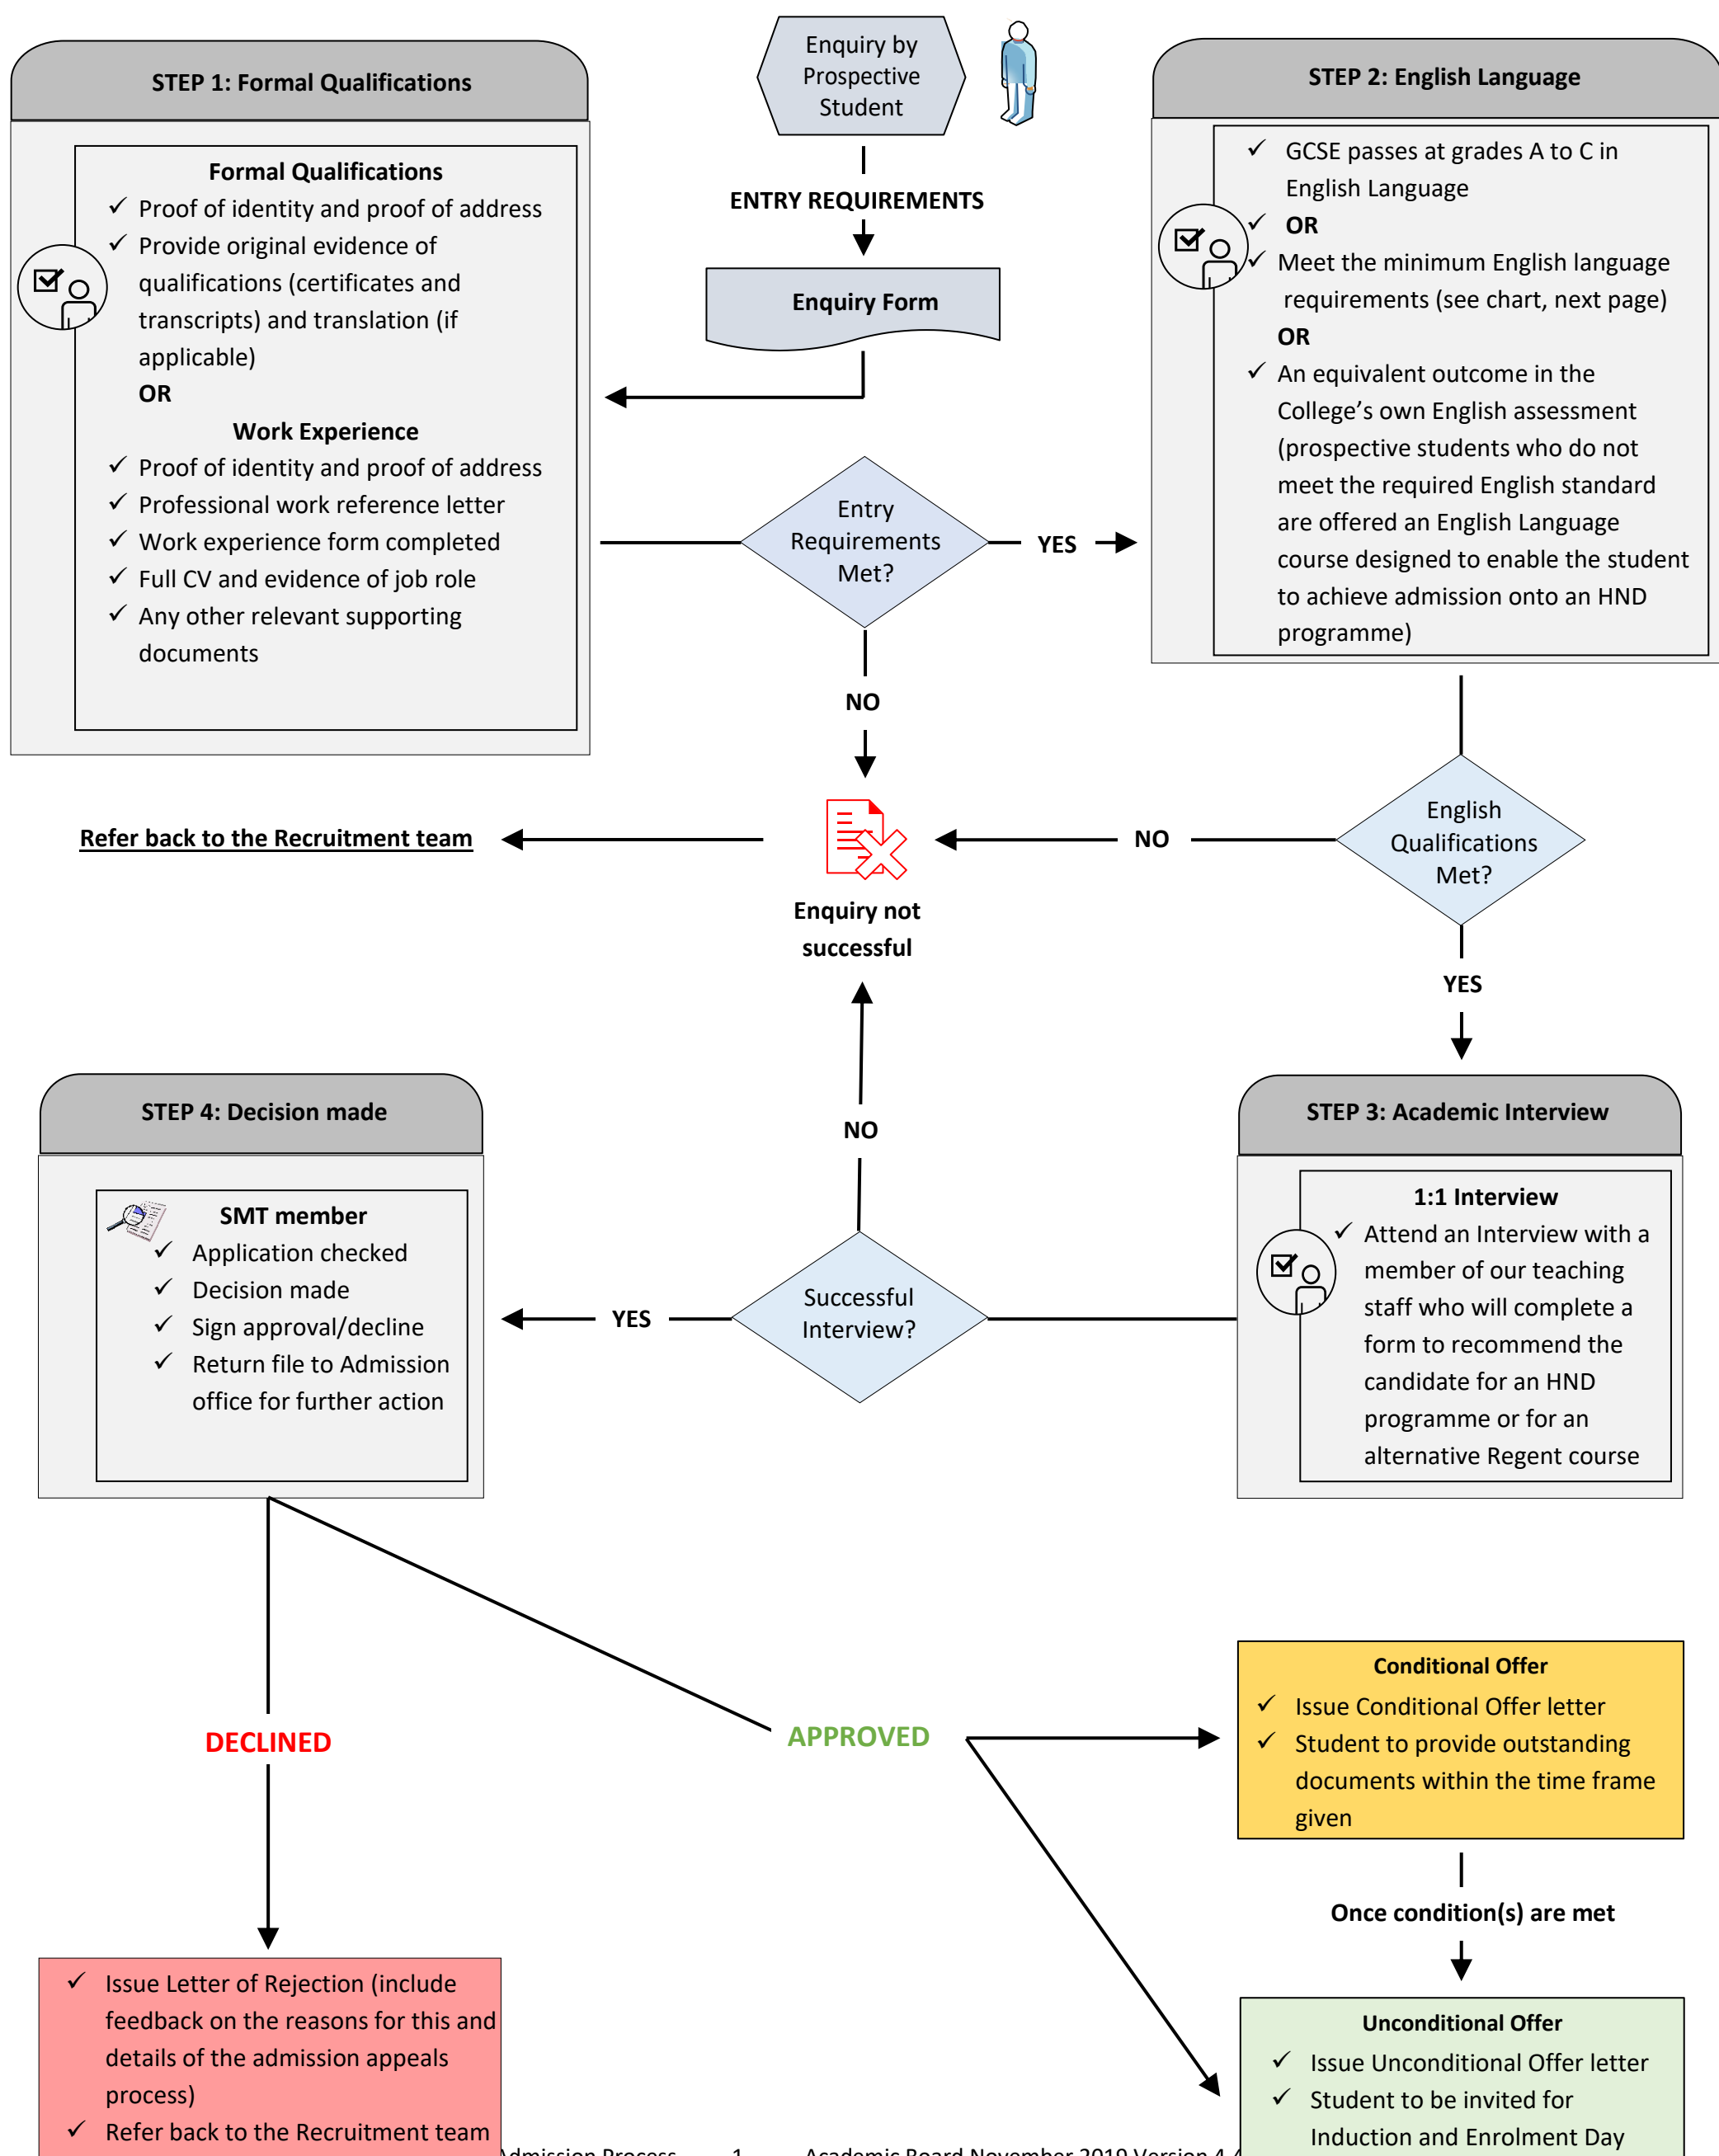 Enquiry by
Prospective
Student
ENTRY REQUIREMENTS
Enquiry Form
STEP 1: Formal Qualifications
Formal Qualifications
✓ Proof of identity and proof of address
✓ Provide original evidence of
qualifications (certificates and
transcripts) and translation (if
applicable)
OR
Work Experience
✓ Proof of identity and proof of address
✓ Professional work reference letter
✓ Work experience form completed
✓ Full CV and evidence of job role
✓ Any other relevant supporting
documents
Entry
Requirements
Met?
YES
NO
STEP 2: English Language
✓ GCSE passes at grades A to C in
English Language
✓ OR
✓ Meet the minimum English language
requirements (see chart, next page)
OR
✓ An equivalent outcome in the
College’s own English assessment
(prospective students who do not
meet the required English standard
are offered an English Language
course designed to enable the student
to achieve admission onto an HND
programme)
English
Qualifications
Met?
NO
YES
Enquiry not
successful
Refer back to the Recruitment team
STEP 3: Academic Interview
1:1 Interview
✓ Attend an Interview with a
member of our teaching
staff who will complete a
form to recommend the
candidate for an HND
programme or for an
alternative Regent course
Successful
Interview?
NO
YES
STEP 4: Decision made
SMT member
✓ Application checked
✓ Decision made
✓ Sign approval/decline
✓ Return file to Admission
office for further action
DECLINED
APPROVED
Conditional Offer
✓ Issue Conditional Offer letter
✓ Student to provide outstanding
documents within the time frame
given
Once condition(s) are met
✓ Issue Letter of Rejection (include
feedback on the reasons for this and
details of the admission appeals
process)
✓ Refer back to the Recruitment team
Unconditional Offer
✓ Issue Unconditional Offer letter
✓ Student to be invited for
Induction and Enrolment Day
Process 1 Academic Board November 2019 Version